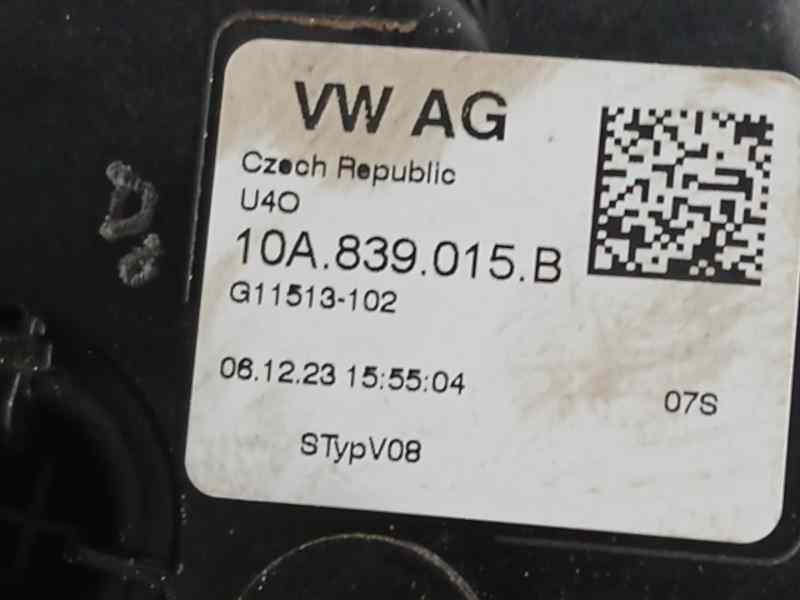 VW AG
Czech Republic
U4O
10A.839.015.B
G11513-102
06.12.23 15:55:04
07S
STypV08